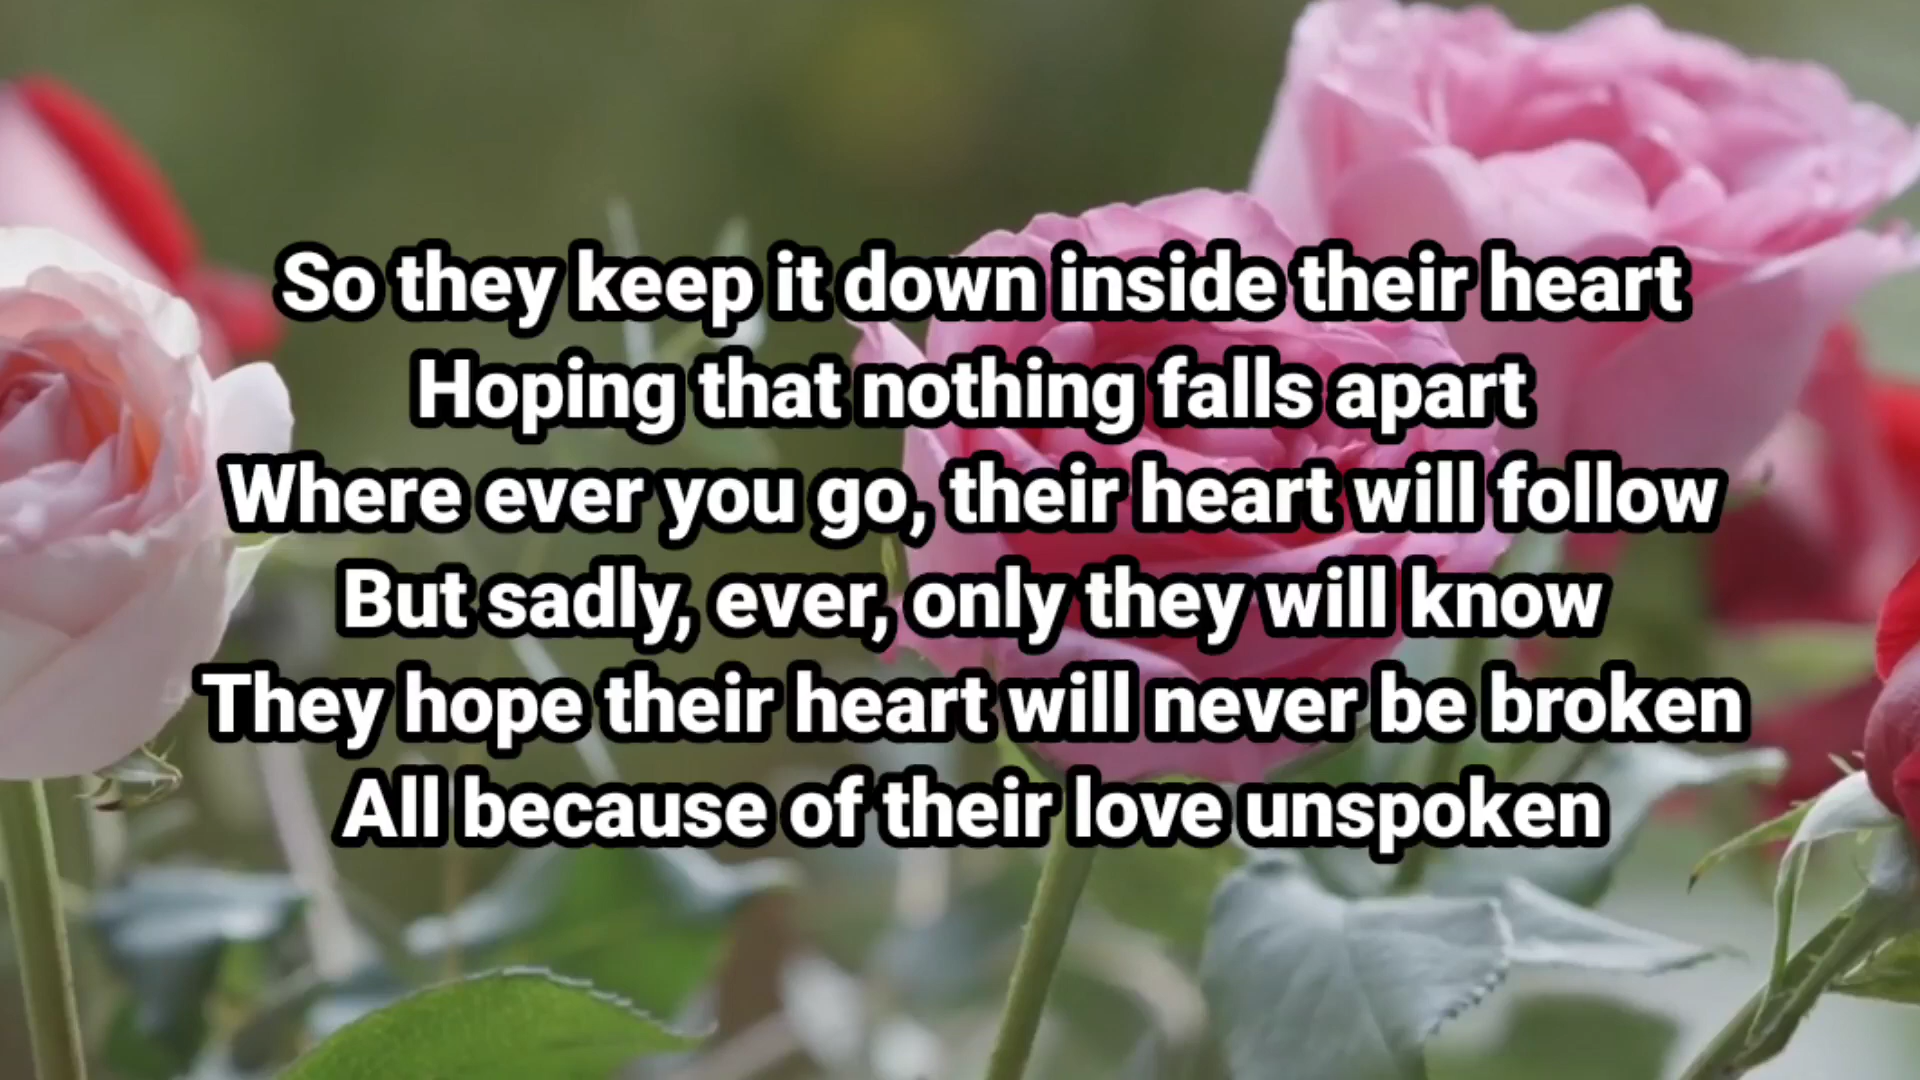 So they keep it down inside their heart
Hoping that nothing falls apart
Where ever you go, their heart will follow
But sadly, ever, only they will know
They hope their heart will never be broken
All because of their love unspoken